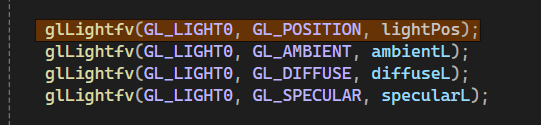 glLightfv(GL_LIGHT0, GL_POSITION, lightPos);
glLightfv(GL_LIGHT0, GL_AMBIENT, ambientL);
glLightfv(GL_LIGHT0, GL_DIFFUSE, diffuseL);
glLightfv(GL_LIGHT0, GL_SPECULAR, specularL);